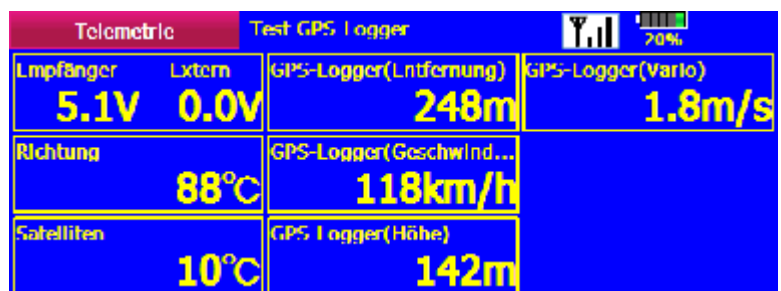 Telemetrie
Test GPS Logger
20%
Empfänger Extern
5.1V 0.0V
GPS-Logger(Entfernung)
248m
GPS-Logger(Vario)
1.8m/s
Richtung
88°C
GPS-Logger(Geschwind...
118km/h
Satelliten
10°C
GPS Logger(Höhe)
142m